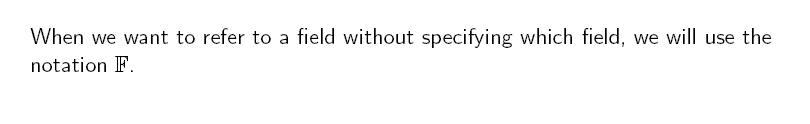 When we want to refer to a field without specifying which field, we will use the
notation 𝔽.